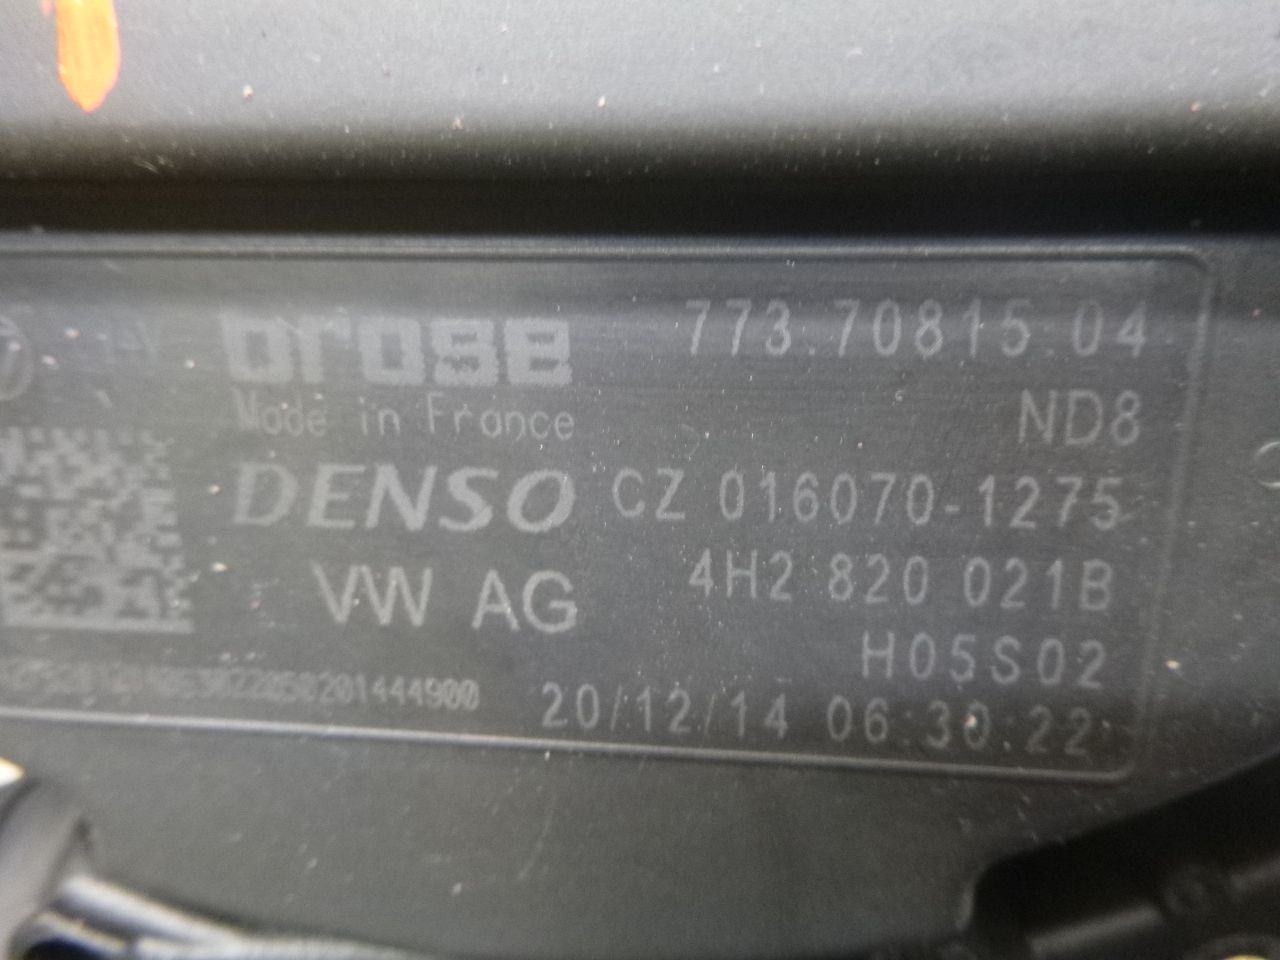 brose 773.70815.04
Made in France ND8
DENSO CZ 016070-1275
VW AG 4H2 820 021B
H05S02
20/12/14 06:30:22